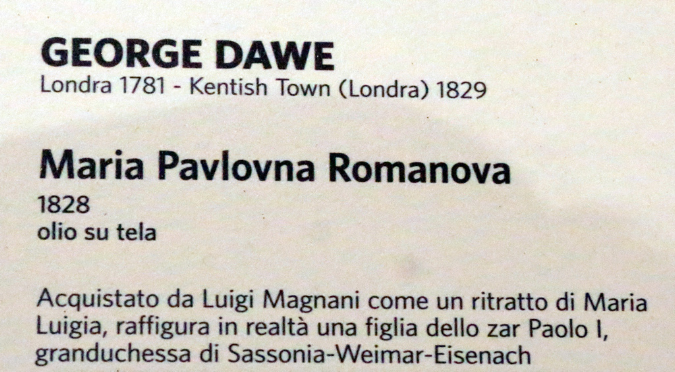 GEORGE DAWE
Londra 1781 - Kentish Town (Londra) 1829
Maria Pavlovna Romanova
1828
olio su tela
Acquistato da Luigi Magnani come un ritratto di Maria
Luigia, raffigura in realtà una figlia dello zar Paolo I,
granduchessa di Sassonia-Weimar-Eisenach